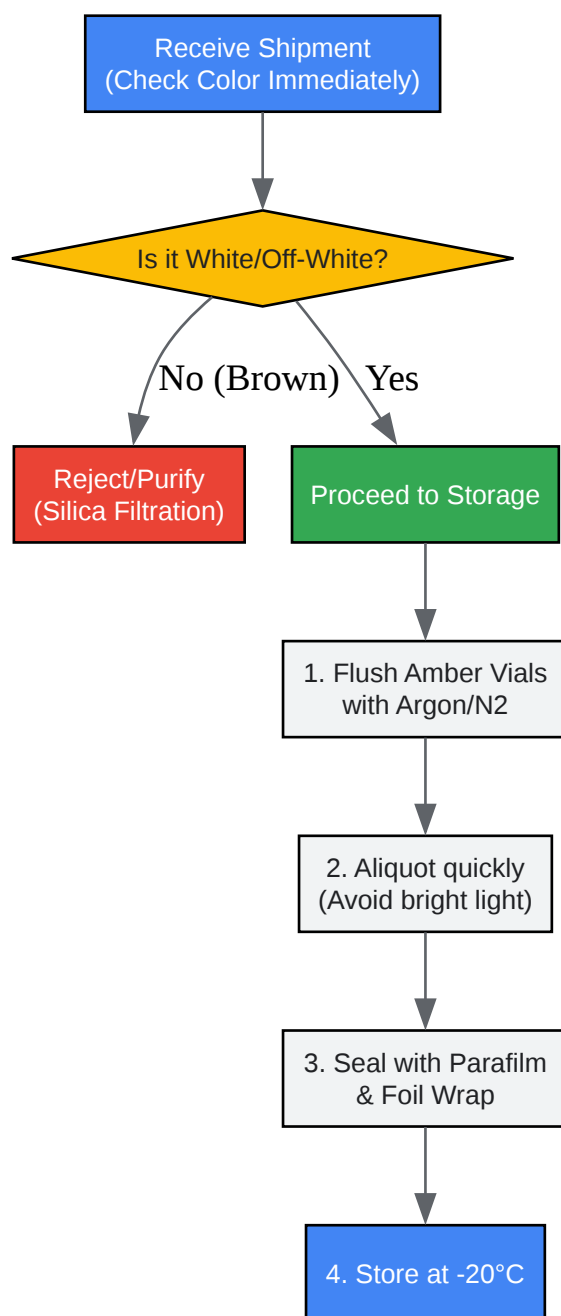 Receive Shipment
(Check Color Immediately)
Is it White/Off-White?
No (Brown)
Yes
Reject/Purify
(Silica Filtration)
Proceed to Storage
1. Flush Amber Vials
with Argon/N2
2. Aliquot quickly
(Avoid bright light)
3. Seal with Parafilm
& Foil Wrap
4. Store at -20°C